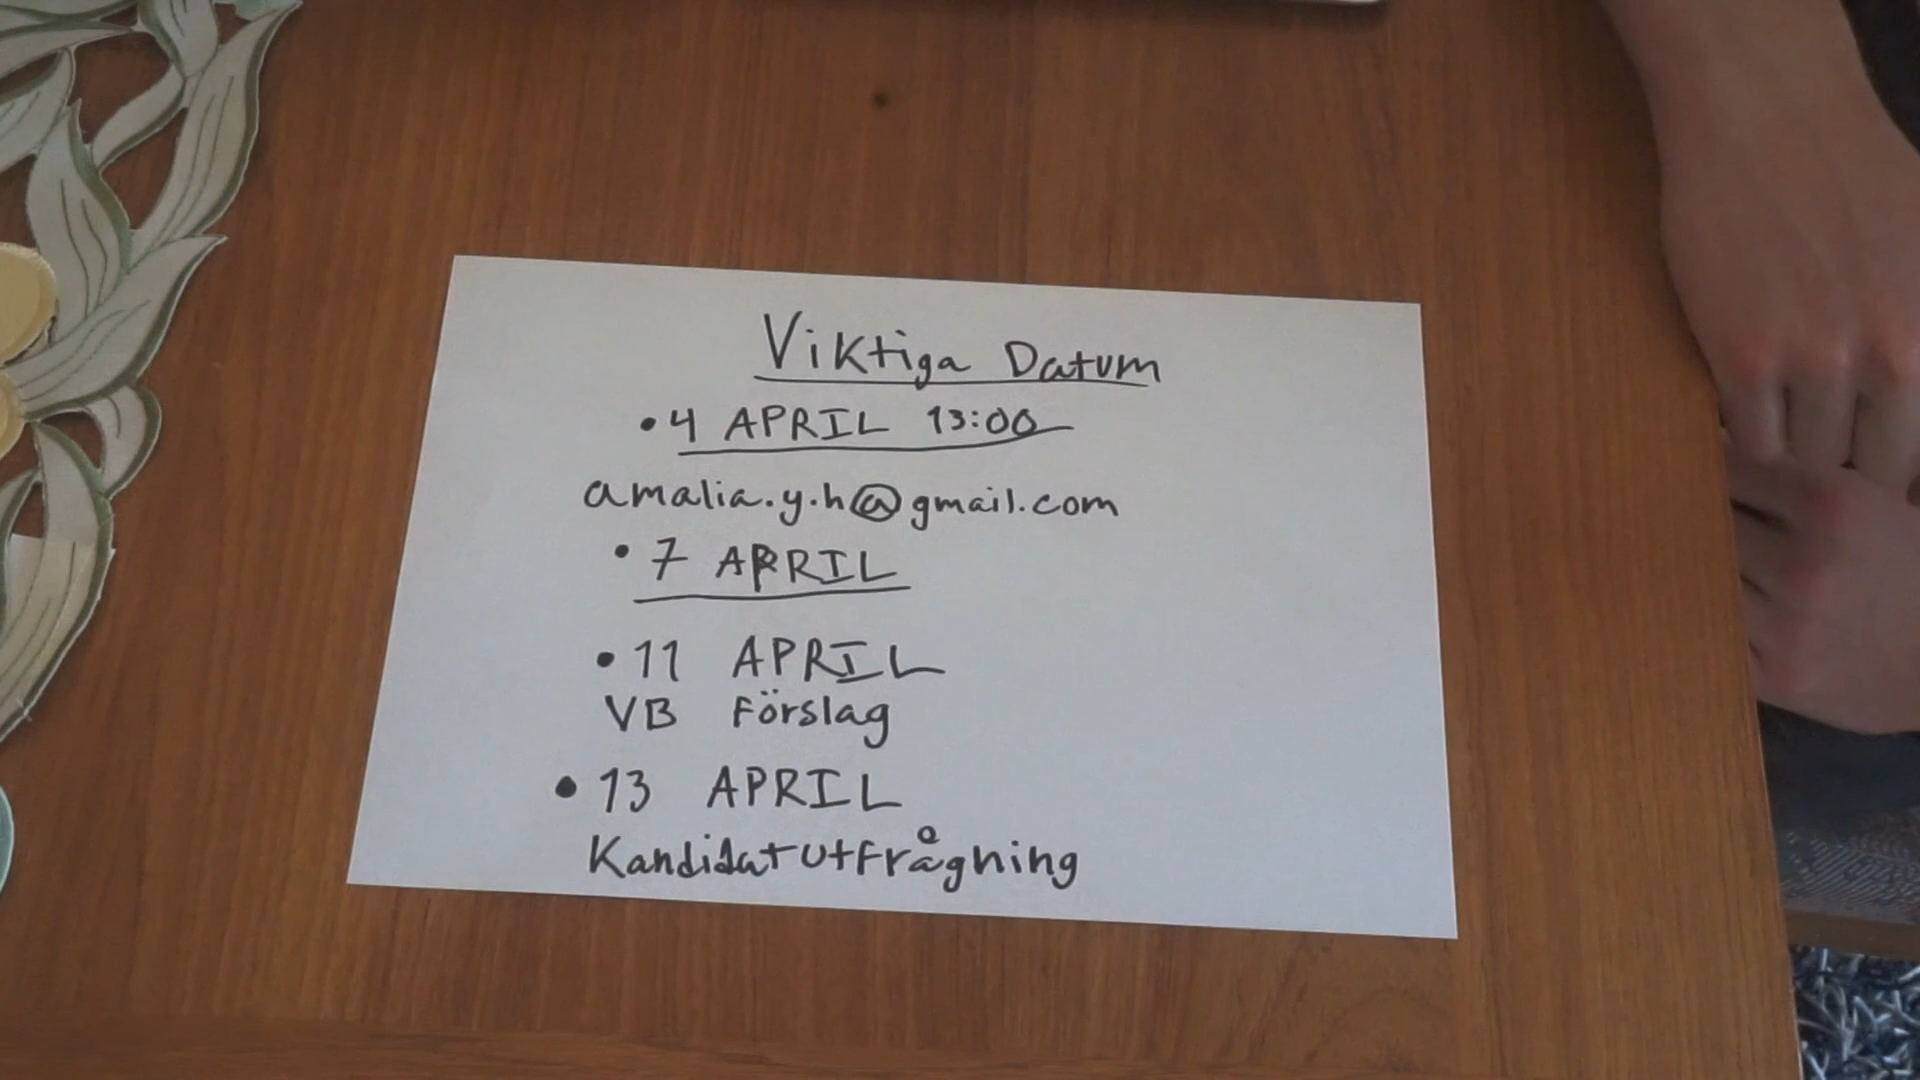 Viktiga Datum
• 4 APRIL 13:00
amalia.y.h@gmail.com
• 7 APRIL
• 11 APRIL
VB Förslag
• 13 APRIL
Kandidatutfrågning